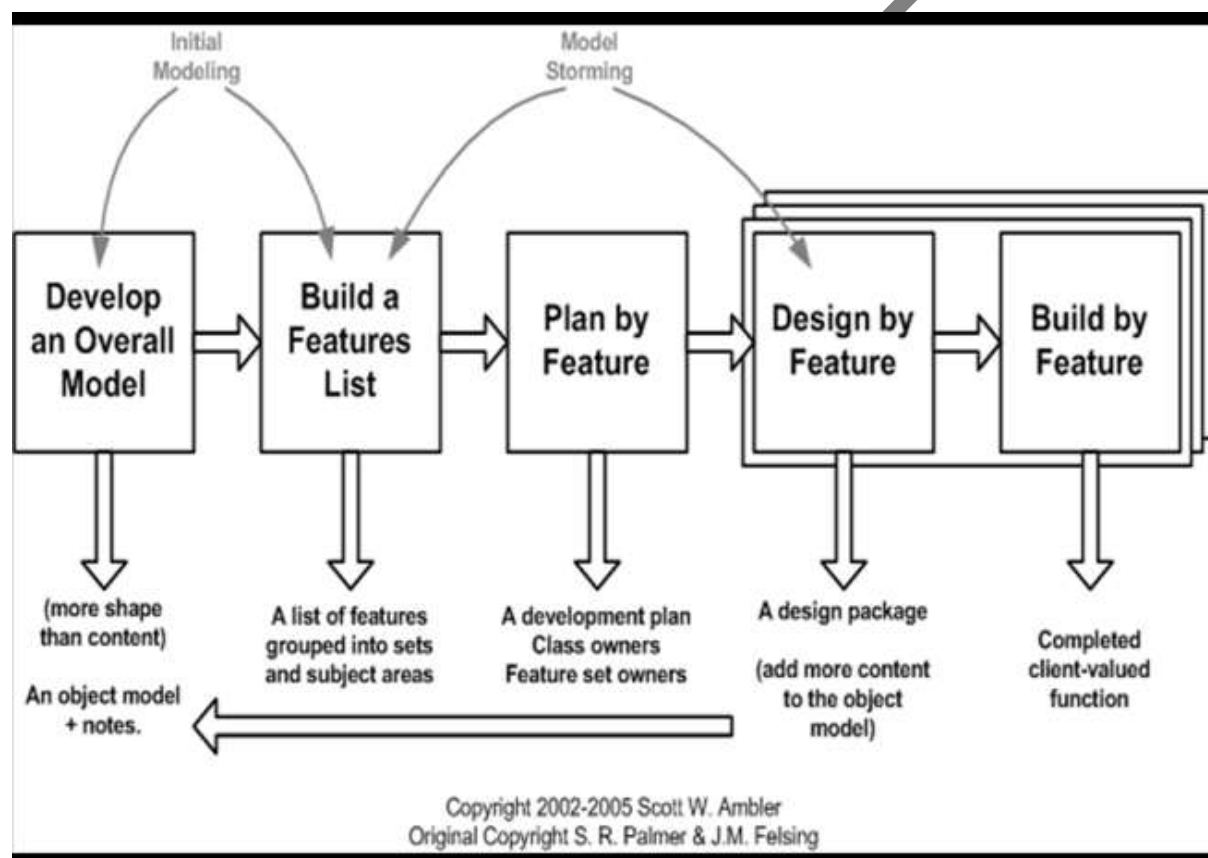 Initial
Modeling
Model
Storming
Develop
an Overall
Model
Build a
Features
List
Plan by
Feature
Design by
Feature
Build by
Feature
(more shape
than content)
An object model
+ notes.
A list of features
grouped into sets
and subject areas
A development plan
Class owners
Feature set owners
A design package
(add more content
to the object
model)
Completed
client-valued
function
Copyright 2002-2005 Scott W. Ambler
Original Copyright S. R. Palmer & J.M. Felsing